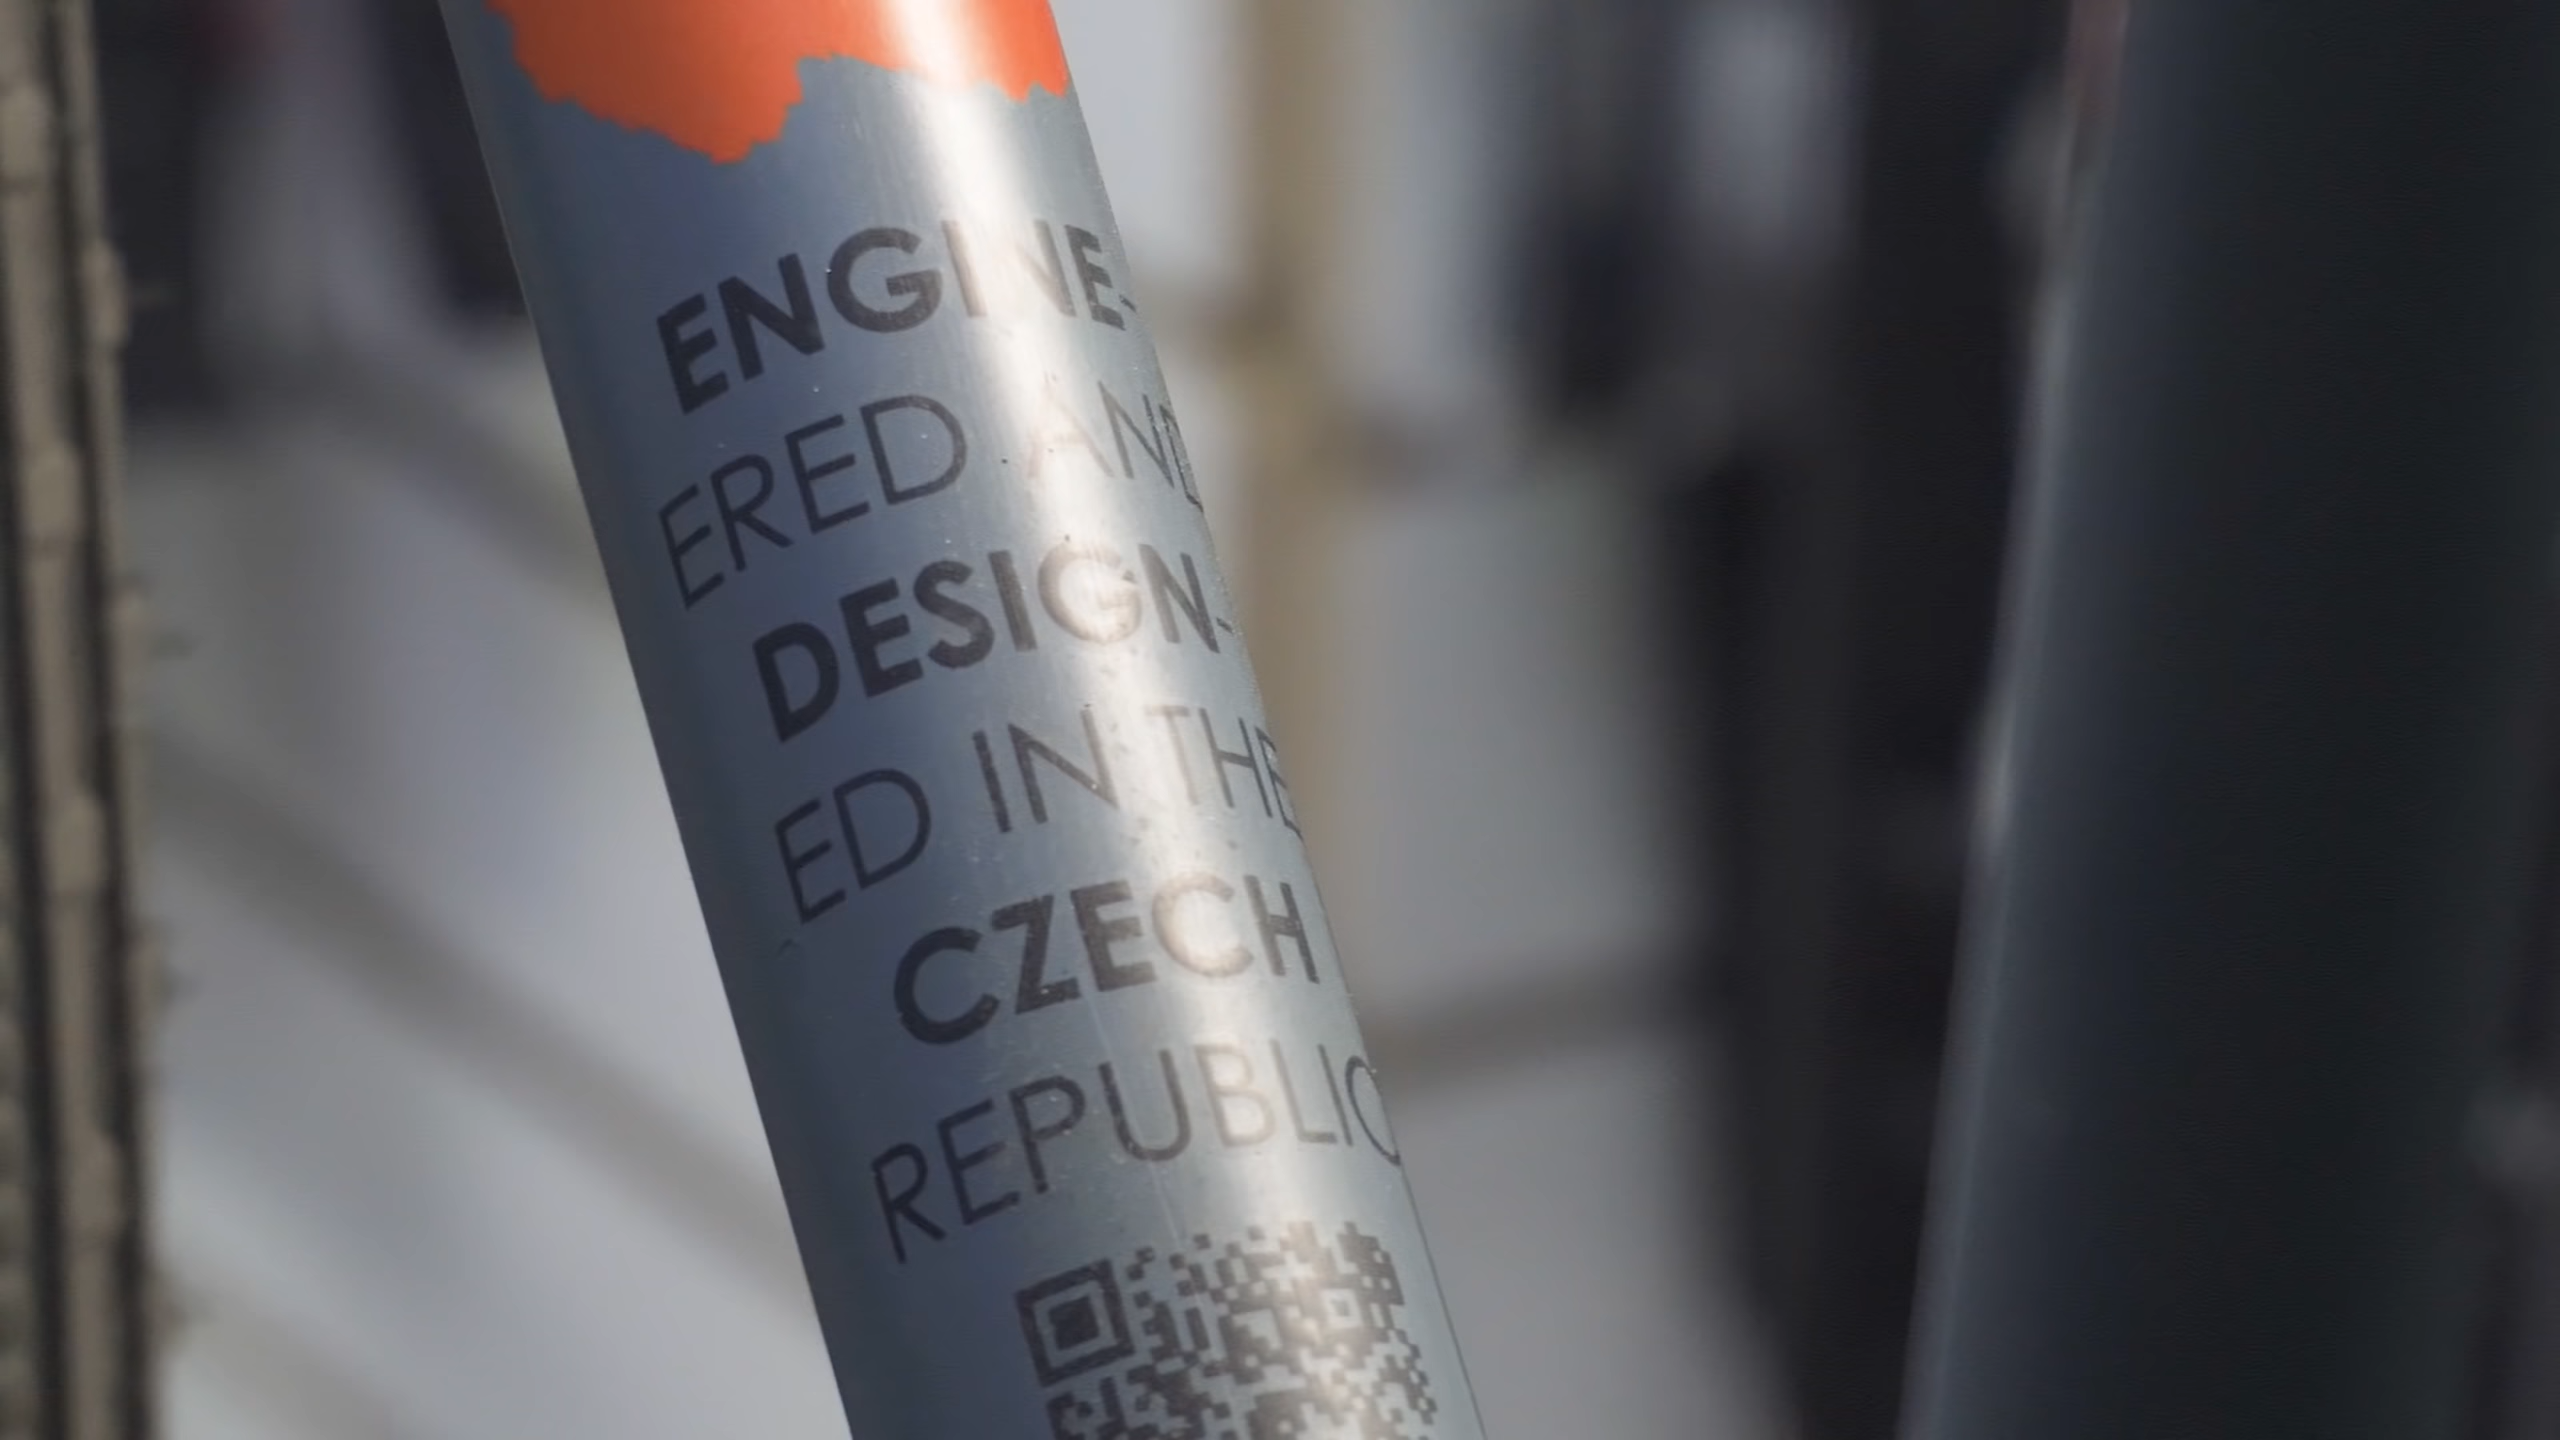 ENGINE-
ERED AND
DESIGN-
ED IN THE
CZECH
REPUBLIC